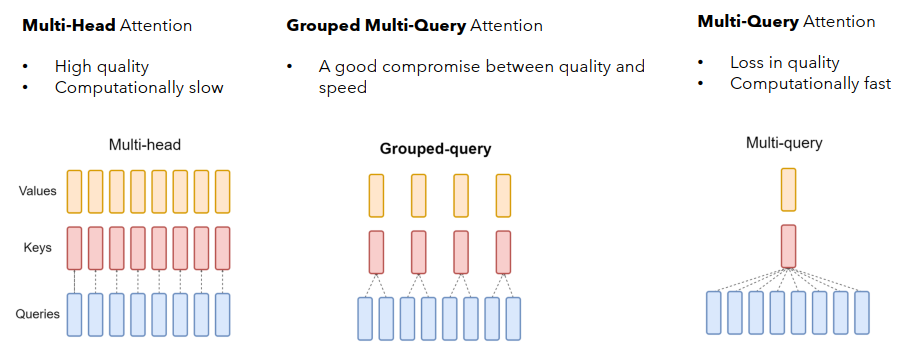 Multi-Head Attention
• High quality
• Computationally slow
Grouped Multi-Query Attention
• A good compromise between quality and
speed
Multi-Query Attention
• Loss in quality
• Computationally fast
Multi-head
Values
Keys
Queries
Grouped-query
Multi-query